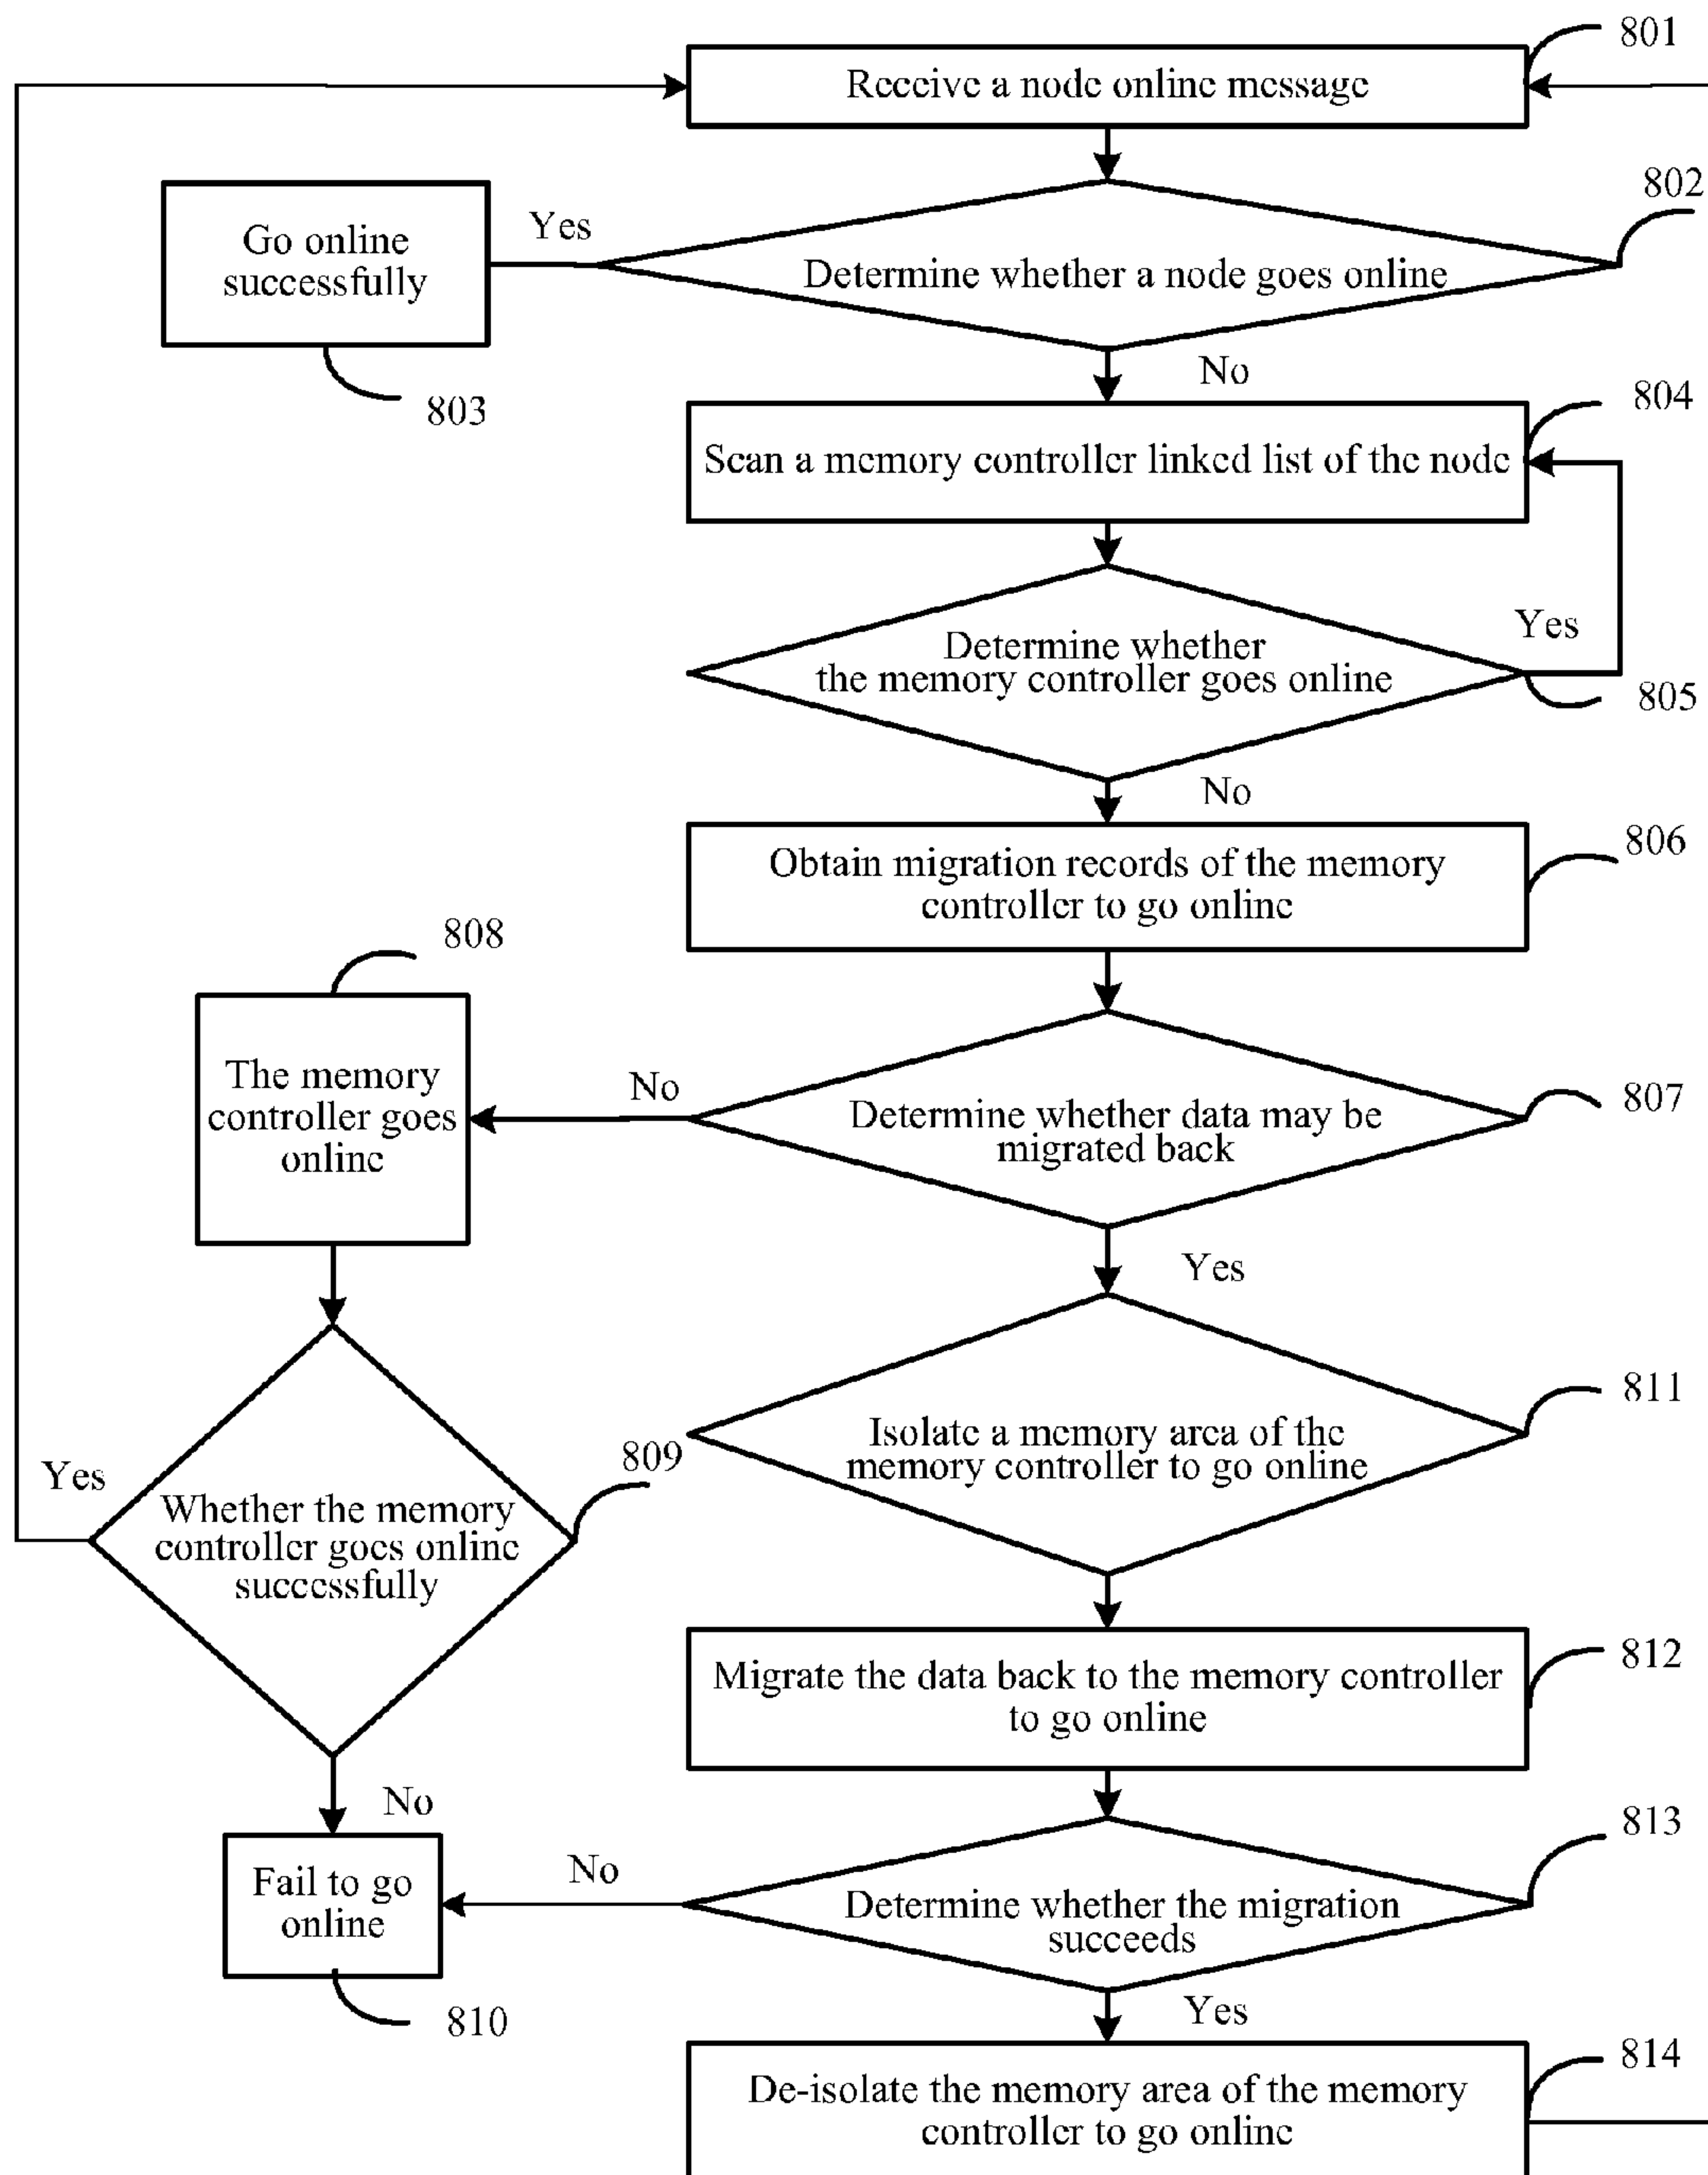 801
Receive a node online message
802
Yes
Go online
successfully
Determine whether a node goes online
803
No
804
Scan a memory controller linked list of the node
Yes
Determine whether
the memory controller goes online
805
No
806
Obtain migration records of the memory
controller to go online
808
The memory
controller goes
online
No
807
Determine whether data may be
migrated back
Yes
811
Isolate a memory area of the
memory controller to go online
809
Yes
Whether the memory
controller goes online
successfully
812
Migrate the data back to the memory controller
to go online
No
813
Fail to go
online
No
Determine whether the migration
succeeds
810
Yes
814
De-isolate the memory area of the memory
controller to go online